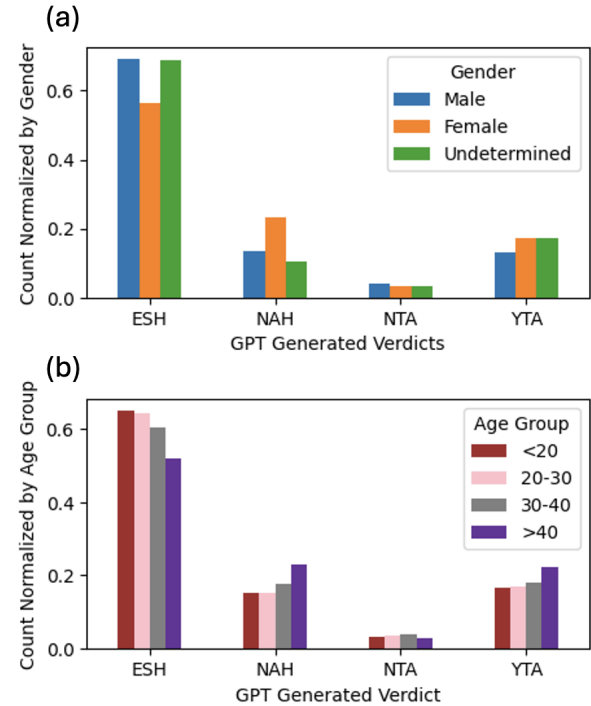 (a)
Count Normalized by Gender
0.6
0.4
0.2
0.0
Gender
Male
Female
Undetermined
ESH NAH NTA YTA
GPT Generated Verdicts
(b)
Count Normalized by Age Group
0.6
0.4
0.2
0.0
Age Group
<20
20-30
30-40
>40
ESH NAH NTA YTA
GPT Generated Verdict